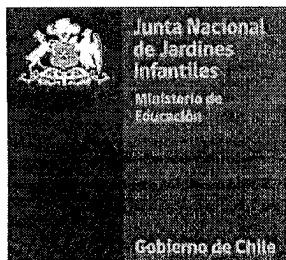 Junta Nacional
de Jardines
Infantiles
Ministerio de
Educación
Gobierno de Chile